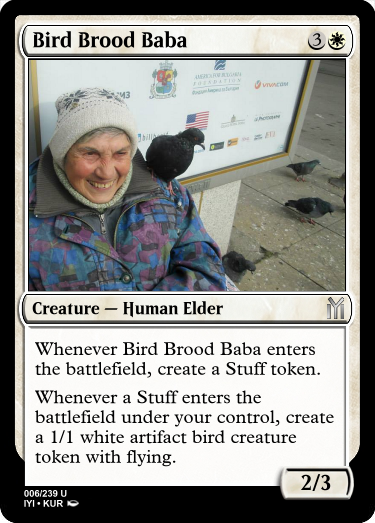 Bird Brood Baba 3
AMERICA FOR BULGARIA
FOUNDATION
VIVACOM
Creature — Human Elder
Whenever Bird Brood Baba enters
the battlefield, create a Stuff token.
Whenever a Stuff enters the
battlefield under your control, create
a 1/1 white artifact bird creature
token with flying.
2/3
006/239 U
IYI • KUR